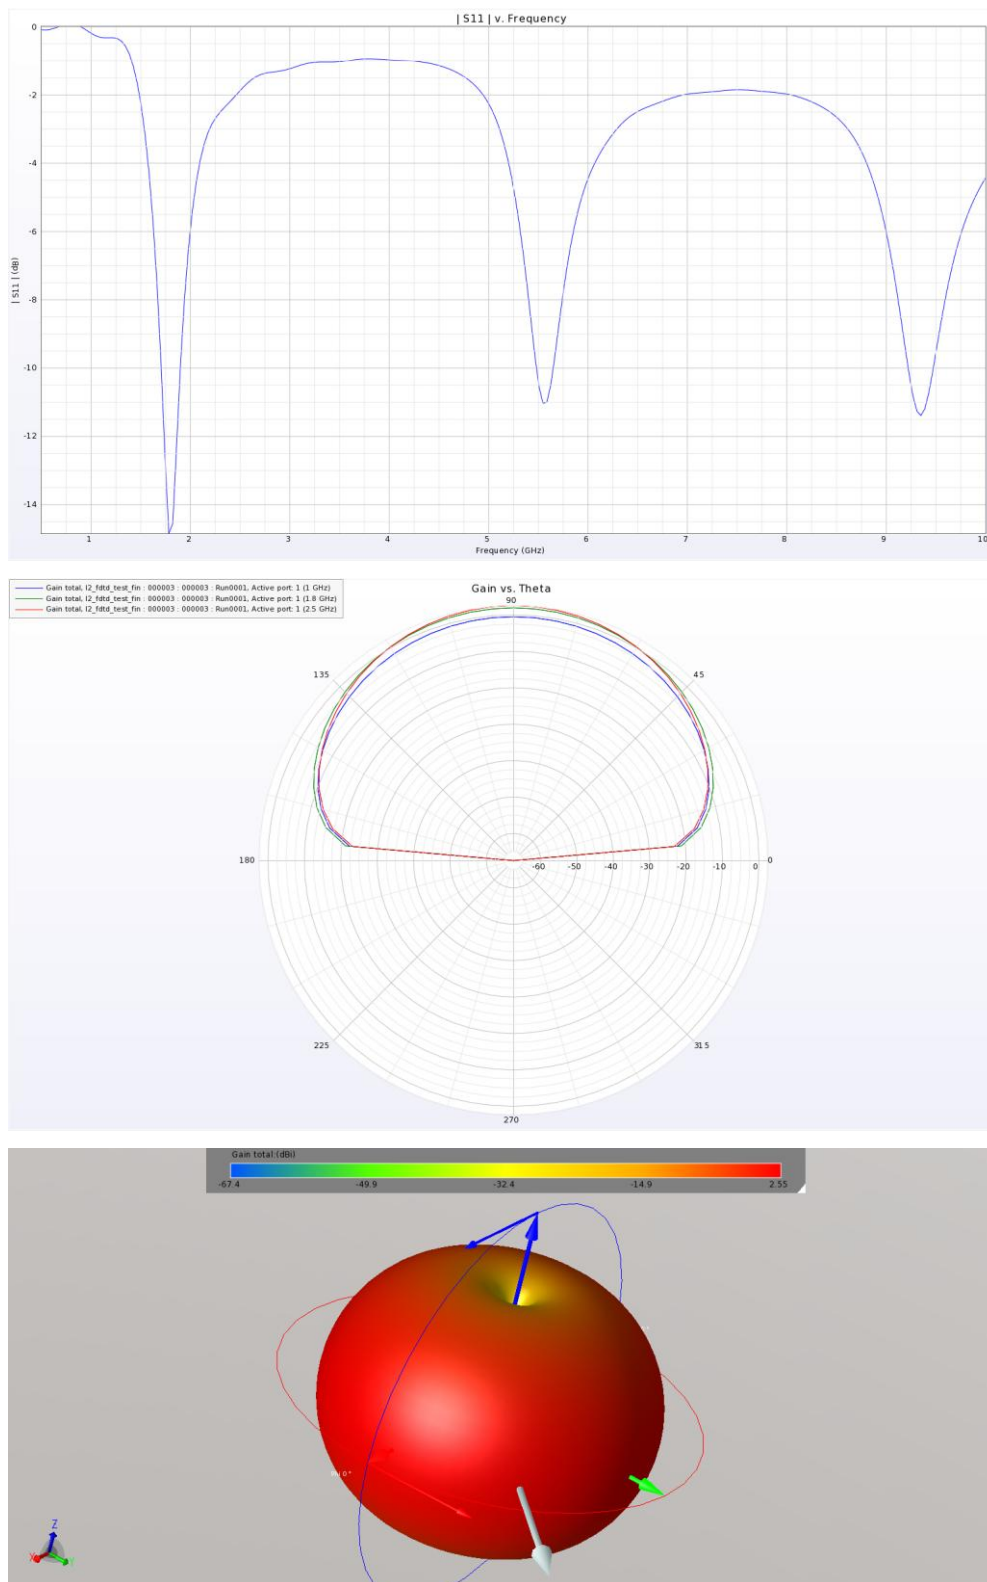 | S11 | v. Frequency
0
-2
-4
-6
-8
-10
-12
-14
| S11 | (dB)
1 2 3 4 5 6 7 8 9 10
Frequency (GHz)
Gain total, l2_fdtd_test_fin : 000003 : 000003 : Run0001, Active port: 1 (1 GHz)
Gain total, l2_fdtd_test_fin : 000003 : 000003 : Run0001, Active port: 1 (1.8 GHz)
Gain total, l2_fdtd_test_fin : 000003 : 000003 : Run0001, Active port: 1 (2.5 GHz)
Gain vs. Theta
90
135 45
180 -60 -50 -40 -30 -20 -10 0 0
225 315
270
Gain total:(dBi)
-67.4 -49.9 -32.4 -14.9 2.55
0°
Z
X Y